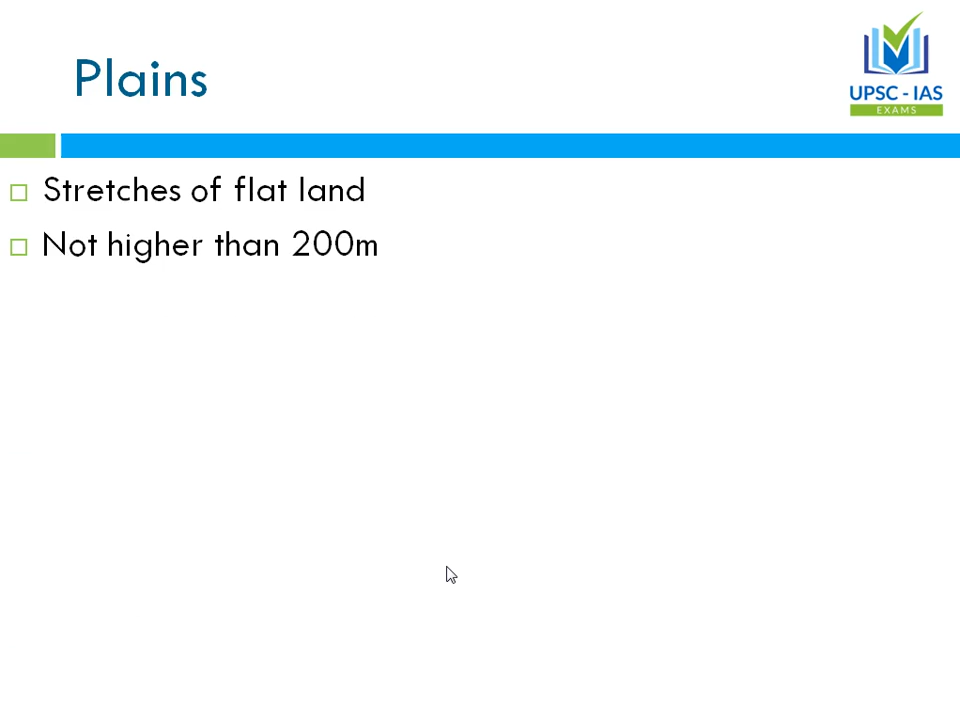 Plains
UPSC - IAS
EXAMS
Stretches of flat land
Not higher than 200m